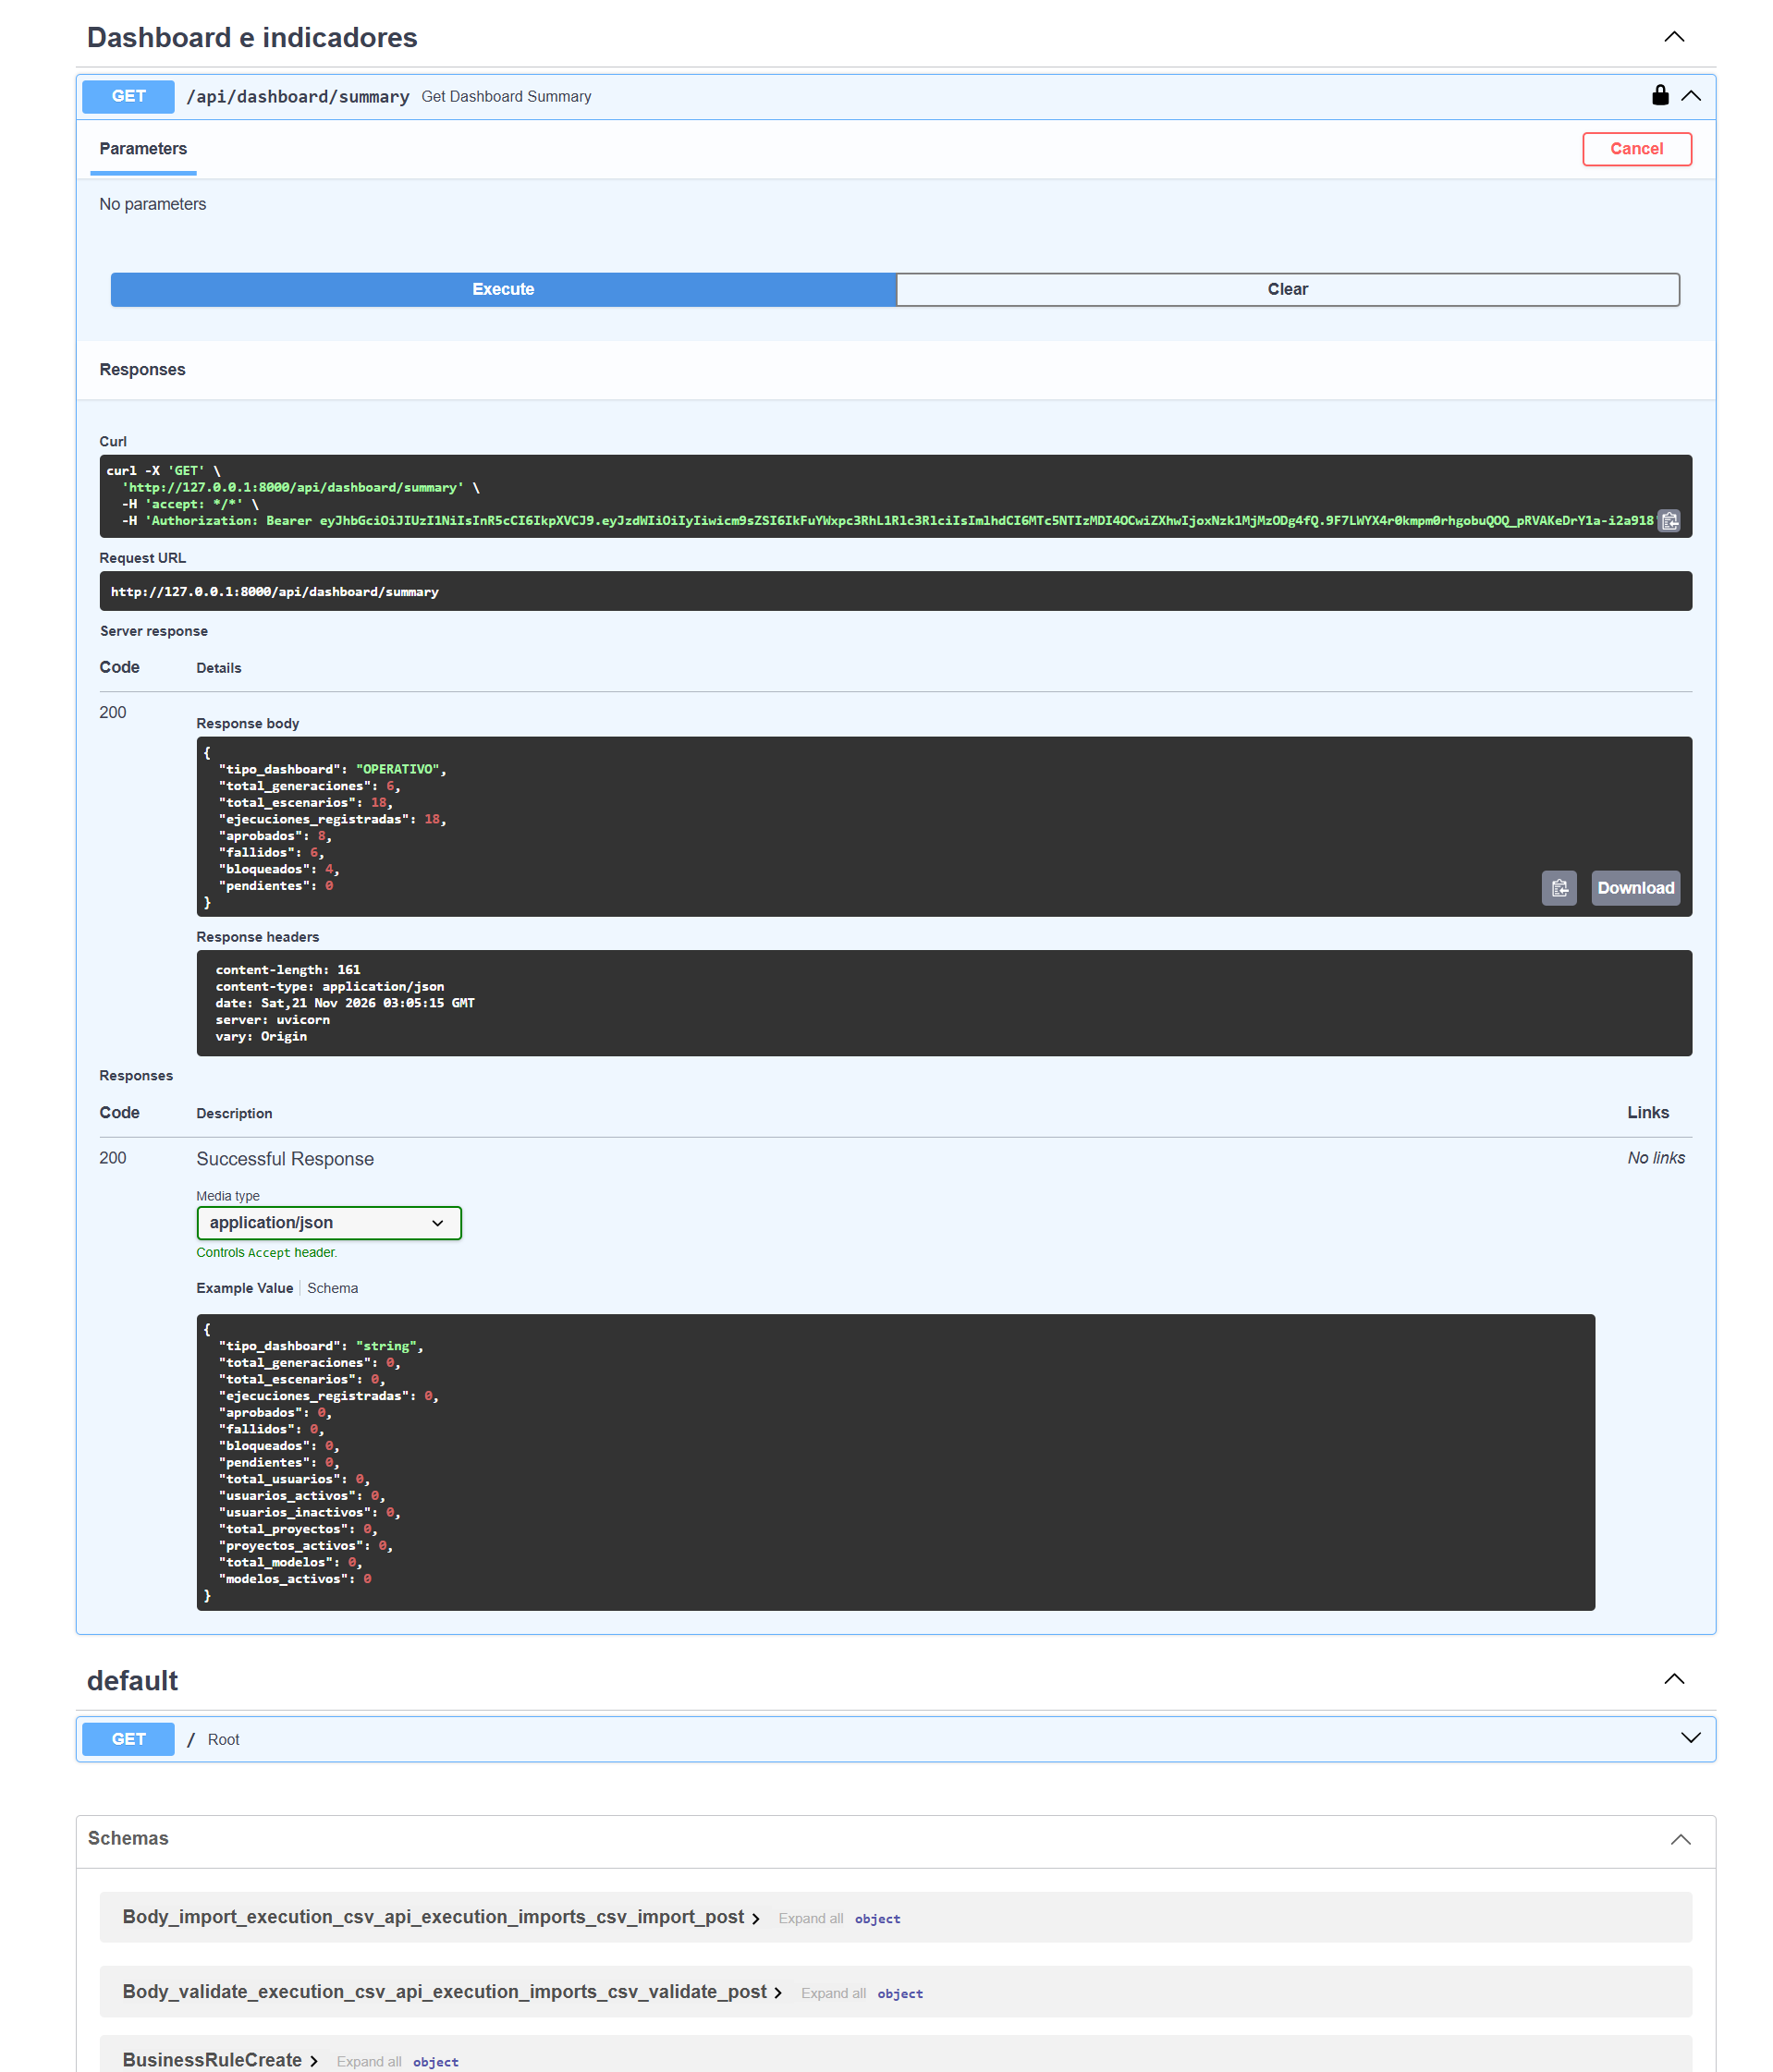 Dashboard e indicadores
GET /api/dashboard/summary Get Dashboard Summary
Parameters
Cancel
No parameters
Execute
Clear
Responses
Curl
curl -X 'GET' \
'http://127.0.0.1:8000/api/dashboard/summary' \
-H 'accept: */*' \
-H 'Authorization: Bearer eyJhbGciOiJIUzI1NiIsInR5cCI6IkpXVCJ9.eyJzdWIiOiIyIiwicm9sZSI6IkFuYWxpc3RhL1Rlc3RlciIsImlhdCI6MTc5NTIzMDI4OCwiZXhwIjoxNzk1MjMzODg4fQ.9F7LWYX4r0kmpm0rhgobuQOQ_pRVAKeDrY1a-i2a918'
Request URL
http://127.0.0.1:8000/api/dashboard/summary
Server response
Code Details
200
Response body
{
"tipo_dashboard": "OPERATIVO",
"total_generaciones": 6,
"total_escenarios": 18,
"ejecuciones_registradas": 18,
"aprobados": 8,
"fallidos": 6,
"bloqueados": 4,
"pendientes": 0
}
Download
Response headers
content-length: 161
content-type: application/json
date: Sat,21 Nov 2026 03:05:15 GMT
server: uvicorn
vary: Origin
Responses
Code Description Links
200 Successful Response No links
Media type
application/json
Controls Accept header.
Example Value Schema
{
"tipo_dashboard": "string",
"total_generaciones": 0,
"total_escenarios": 0,
"ejecuciones_registradas": 0,
"aprobados": 0,
"fallidos": 0,
"bloqueados": 0,
"pendientes": 0,
"total_usuarios": 0,
"usuarios_activos": 0,
"usuarios_inactivos": 0,
"total_proyectos": 0,
"proyectos_activos": 0,
"total_modelos": 0,
"modelos_activos": 0
}
default
GET / Root
Schemas
Body_import_execution_csv_api_execution_imports_csv_import_post Expand all object
Body_validate_execution_csv_api_execution_imports_csv_validate_post Expand all object
BusinessRuleCreate Expand all object